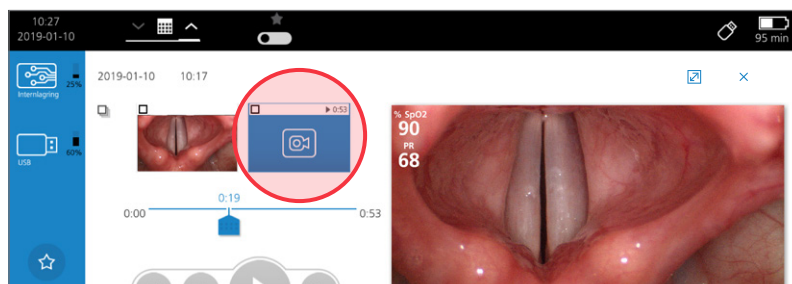 10:27
2019-01-10
95 min
Internlagring
25%
USB
60%
2019-01-10 10:17
0:53
0:19
0:00
0:53
% SpO2
90
PR
68